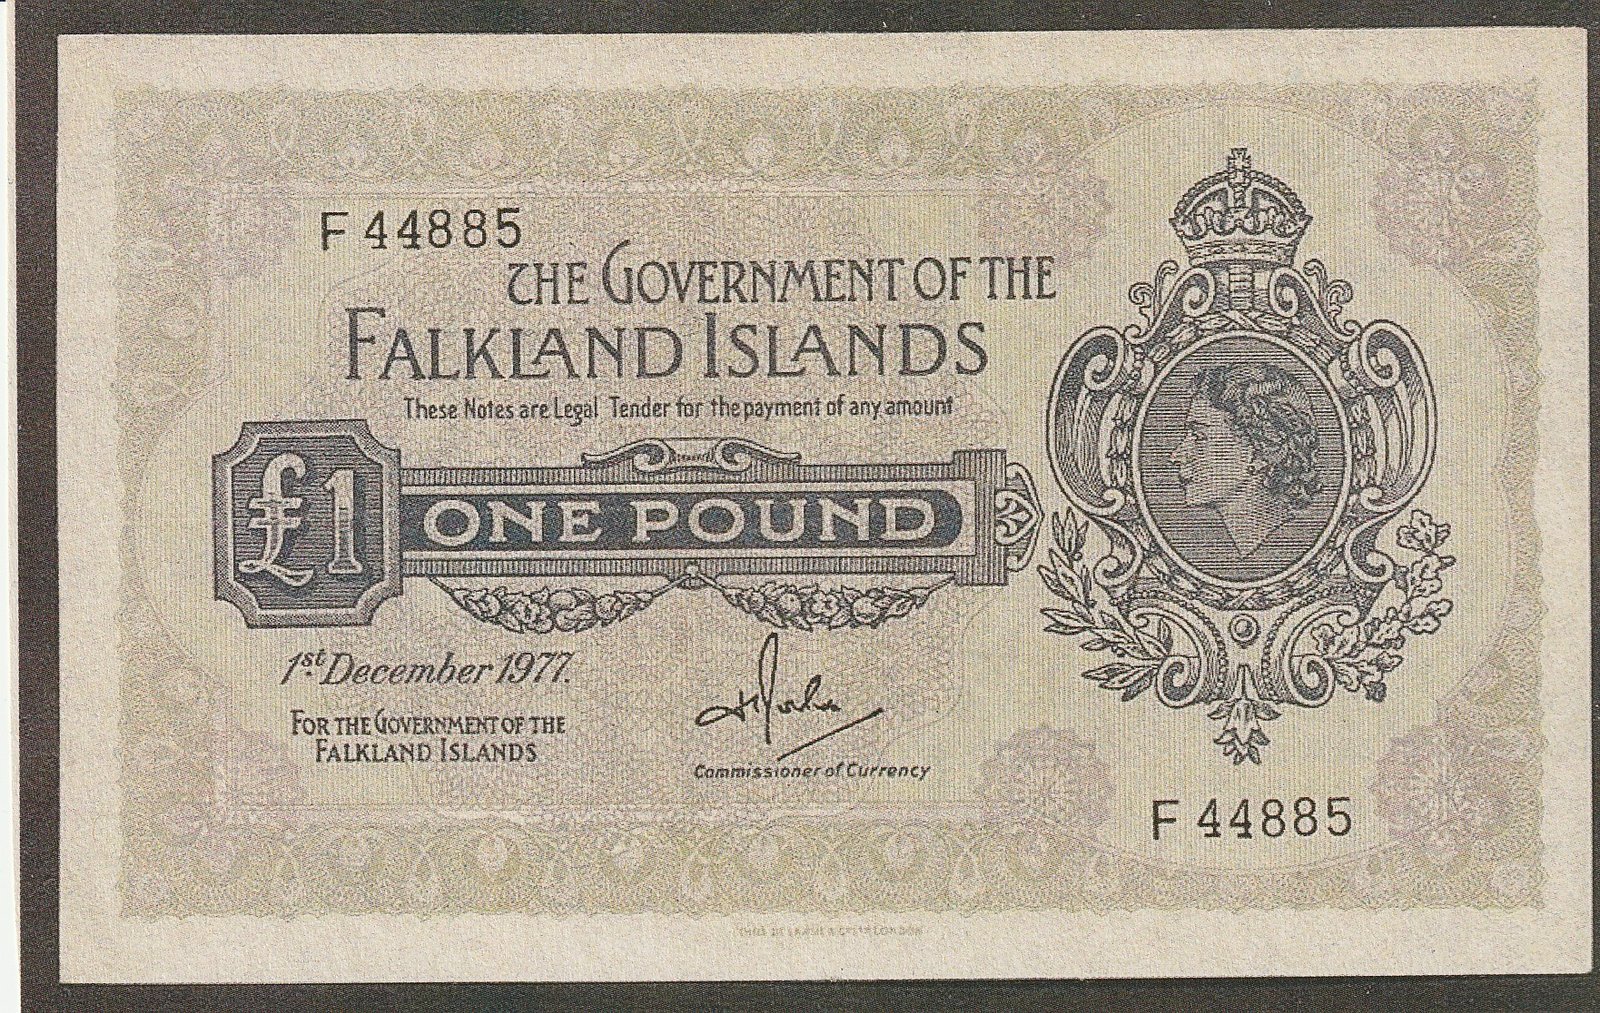 F 44885
THE GOVERNMENT OF THE
FALKLAND ISLANDS
These Notes are Legal Tender for the payment of any amount
£1
ONE POUND
1st December 1977.
FOR THE GOVERNMENT OF THE
FALKLAND ISLANDS
Commissioner of Currency
F 44885
LONDON